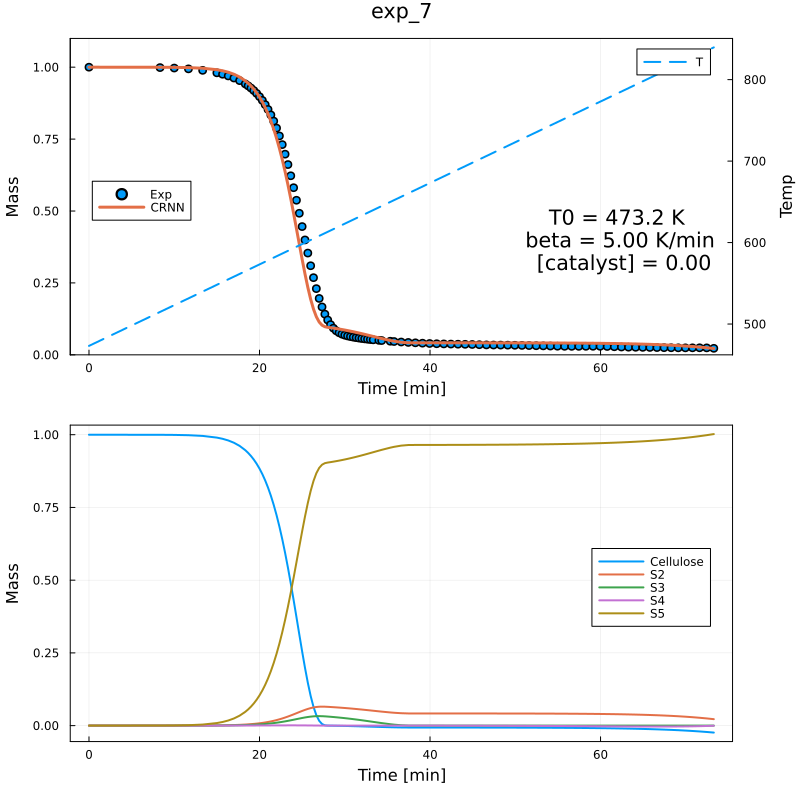 exp_7
1.00
0.75
0.50
0.25
0.00
Mass
0
20
40
60
Time [min]
800
700
600
500
Temp
T
Exp
CRNN
T0 = 473.2 K
beta = 5.00 K/min
[catalyst] = 0.00
1.00
0.75
0.50
0.25
0.00
Mass
0
20
40
60
Time [min]
Cellulose
S2
S3
S4
S5